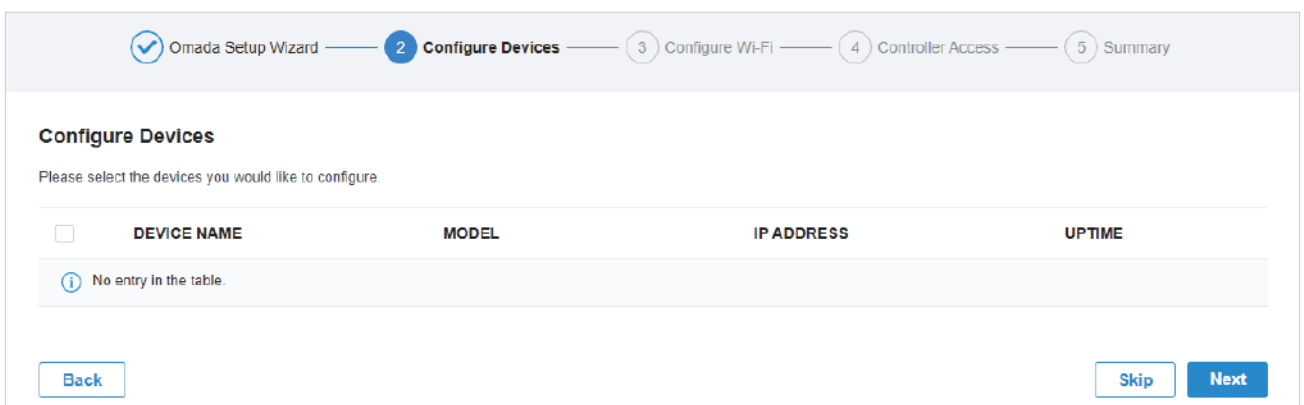 Omada Setup Wizard 2 Configure Devices 3 Configure Wi-Fi 4 Controller Access 5 Summary
Configure Devices
Please select the devices you would like to configure.
DEVICE NAME MODEL IP ADDRESS UPTIME
No entry in the table.
Back Skip Next